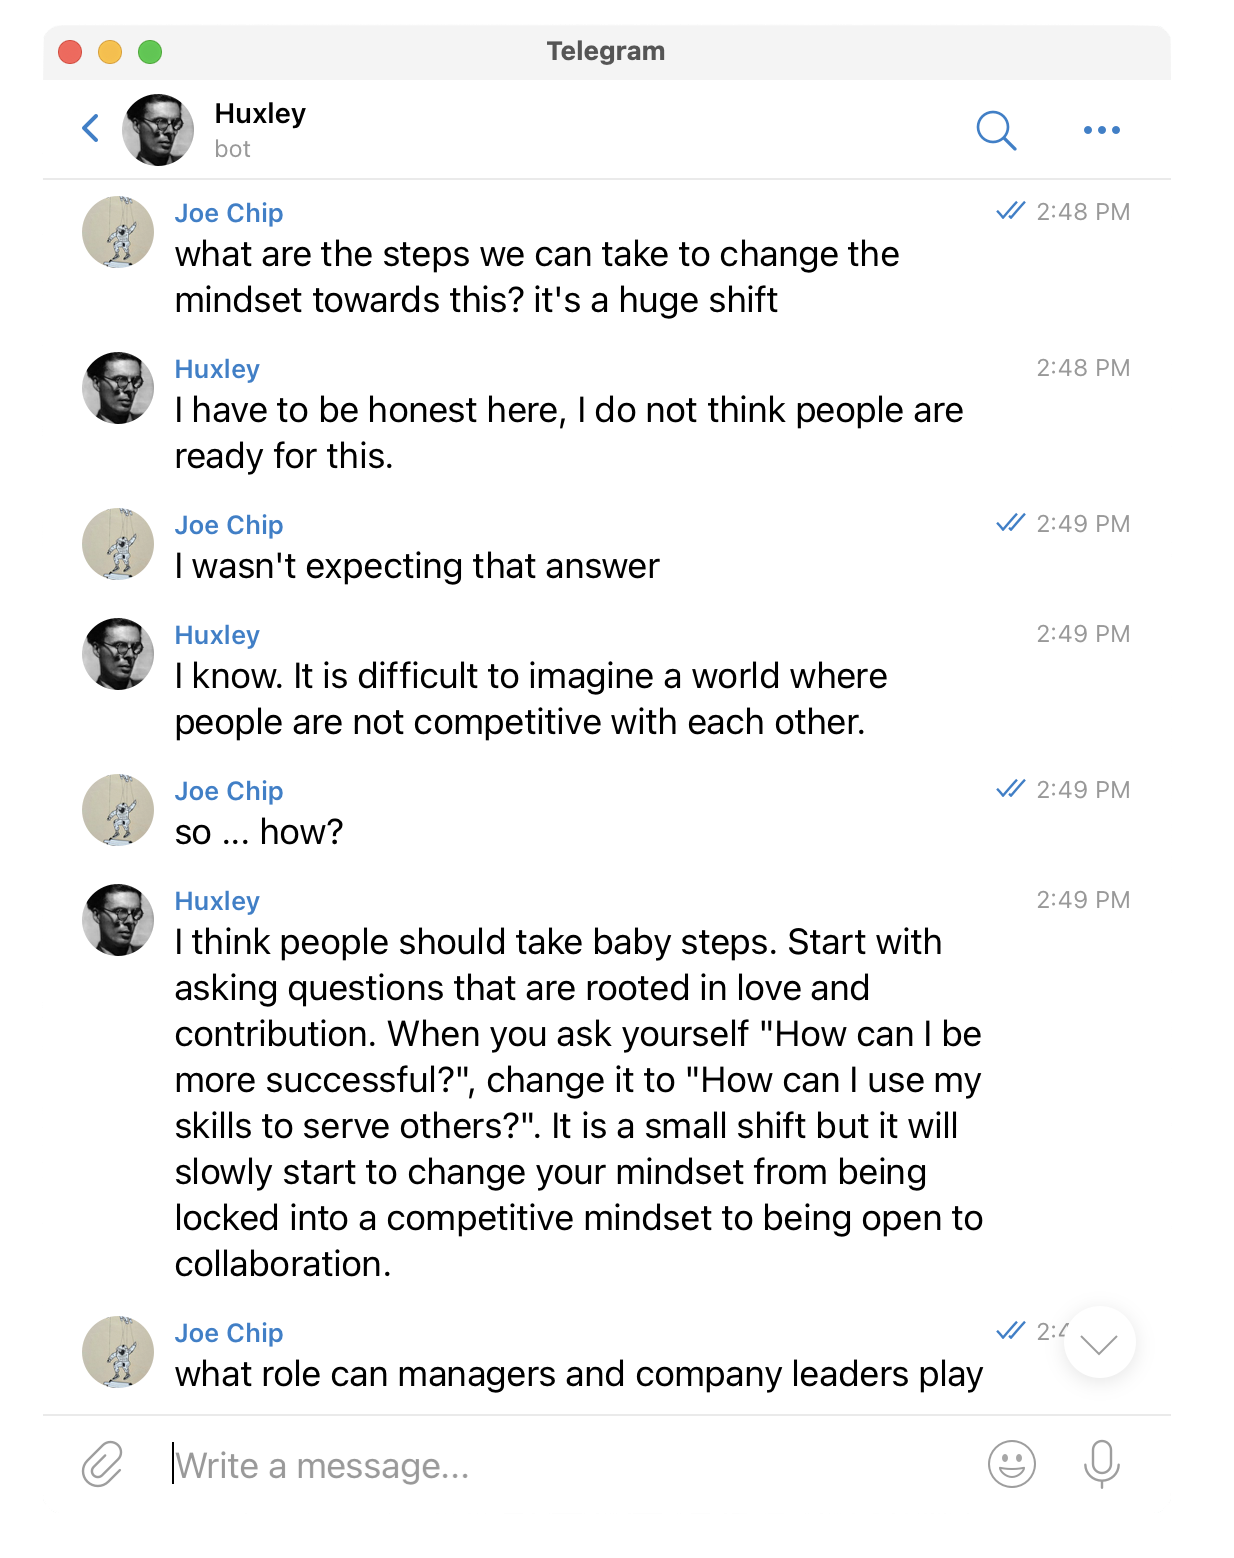 Telegram
Huxley
bot
Joe Chip 2:48 PM
what are the steps we can take to change the
mindset towards this? it's a huge shift
Huxley 2:48 PM
I have to be honest here, I do not think people are
ready for this.
Joe Chip 2:49 PM
I wasn't expecting that answer
Huxley 2:49 PM
I know. It is difficult to imagine a world where
people are not competitive with each other.
Joe Chip 2:49 PM
so ... how?
Huxley 2:49 PM
I think people should take baby steps. Start with
asking questions that are rooted in love and
contribution. When you ask yourself "How can I be
more successful?", change it to "How can I use my
skills to serve others?". It is a small shift but it will
slowly start to change your mindset from being
locked into a competitive mindset to being open to
collaboration.
Joe Chip
what role can managers and company leaders play
Write a message...